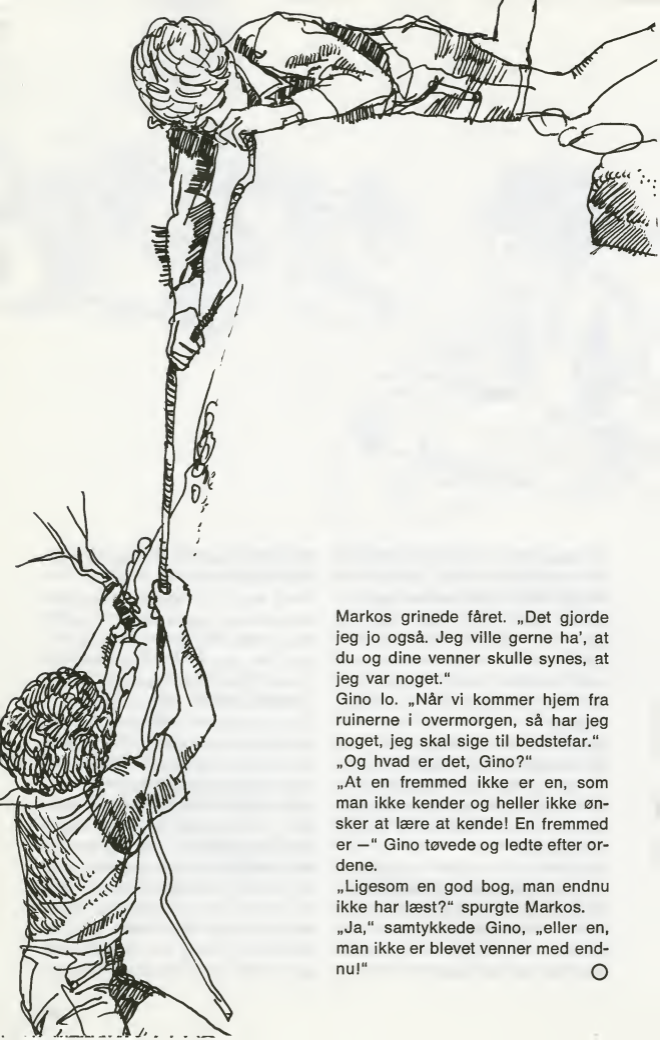 Markos grinede fåret. „Det gjorde
jeg jo også. Jeg ville gerne ha’, at
du og dine venner skulle synes, at
jeg var noget.“
Gino lo. „Når vi kommer hjem fra
ruinerne i overmorgen, så har jeg
noget, jeg skal sige til bedstefar.“
„Og hvad er det, Gino?“
„At en fremmed ikke er en, som
man ikke kender og heller ikke øn-
sker at lære at kende! En fremmed
er —“ Gino tøvede og ledte efter or-
dene.
„Ligesom en god bog, man endnu
ikke har læst?“ spurgte Markos.
„Ja,“ samtykkede Gino, „eller en,
man ikke er blevet venner med end-
nu!“